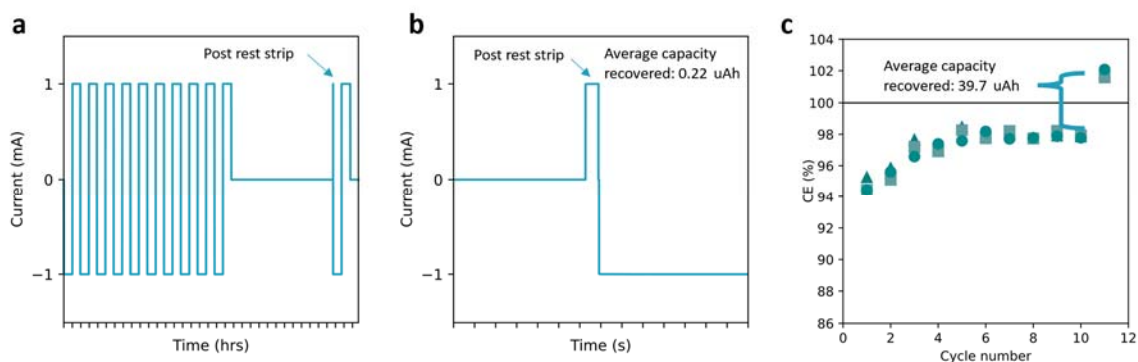 a
Post rest strip
1
0
−1
Current (mA)
Time (hrs)
b
Post rest strip
Average capacity
recovered: 0.22 uAh
1
0
−1
Current (mA)
Time (s)
c
Average capacity
recovered: 39.7 uAh
104
102
100
98
96
94
92
90
88
86
CE (%)
0 2 4 6 8 10 12
Cycle number